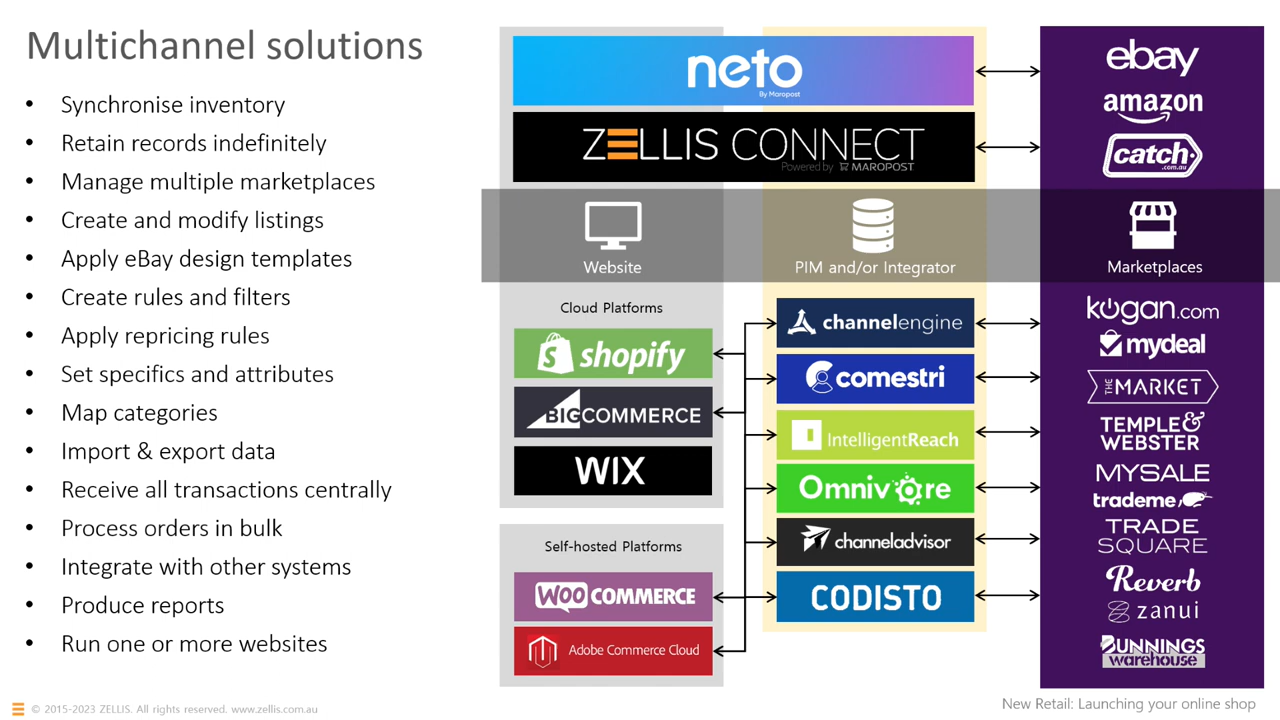 Multichannel solutions
• Synchronise inventory
• Retain records indefinitely
• Manage multiple marketplaces
• Create and modify listings
• Apply eBay design templates
• Create rules and filters
• Apply repricing rules
• Set specifics and attributes
• Map categories
• Import & export data
• Receive all transactions centrally
• Process orders in bulk
• Integrate with other systems
• Produce reports
• Run one or more websites
neto
By Maropost
ZELLIS CONNECT
Powered by MAROPOST
Website
PIM and/or Integrator
Marketplaces
Cloud Platforms
shopify
BIGCOMMERCE
WIX
Self-hosted Platforms
WOO COMMERCE
Adobe Commerce Cloud
channelengine
comestri
IntelligentReach
Omnivore
channeladvisor
CODISTO
ebay
amazon
catch
.com.au
kogan.com
mydeal
THE MARKET
TEMPLE &
WEBSTER
MYSALE
trademe
TRADE
SQUARE
Reverb
zanui
BUNNINGS
warehouse
© 2015-2023 ZELLIS. All rights reserved. www.zellis.com.au
New Retail: Launching your online shop